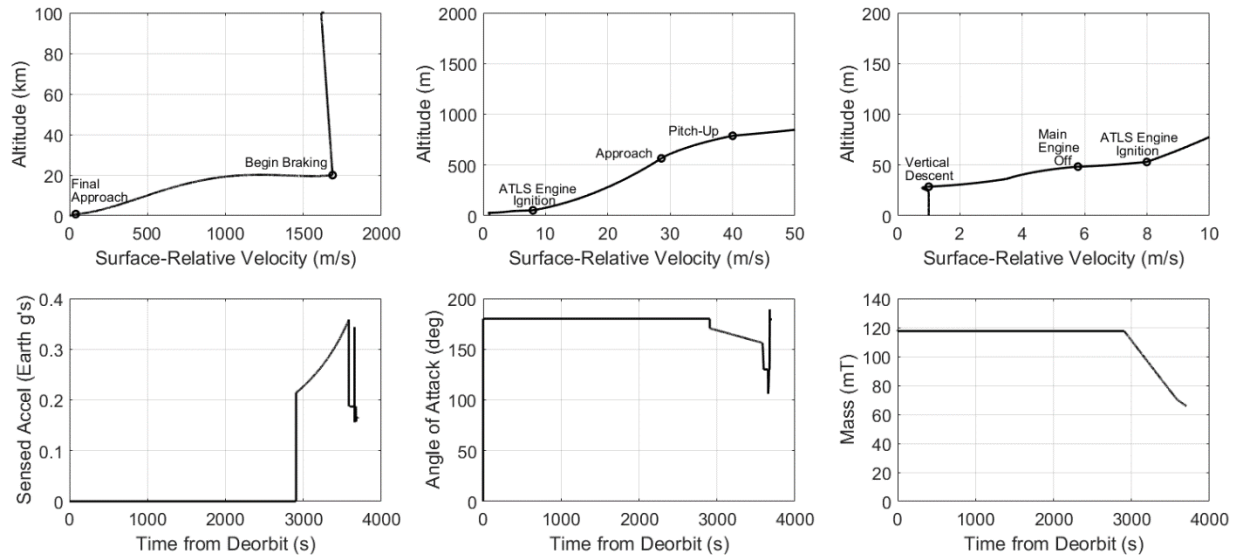 100
80
60
40
20
0
Altitude (km)
Begin Braking
Final
Approach
0
500
1000
1500
2000
Surface-Relative Velocity (m/s)
2000
1500
1000
500
0
Altitude (m)
Pitch-Up
Approach
ATLS Engine
Ignition
0
10
20
30
40
50
Surface-Relative Velocity (m/s)
200
150
100
50
0
Altitude (m)
Main
Engine
Off
ATLS Engine
Ignition
Vertical
Descent
0
2
4
6
8
10
Surface-Relative Velocity (m/s)
0.4
0.3
0.2
0.1
0
Sensed Accel (Earth g's)
0
1000
2000
3000
4000
Time from Deorbit (s)
200
150
100
50
0
Angle of Attack (deg)
0
1000
2000
3000
4000
Time from Deorbit (s)
140
120
100
80
60
40
20
0
Mass (mT)
0
1000
2000
3000
4000
Time from Deorbit (s)